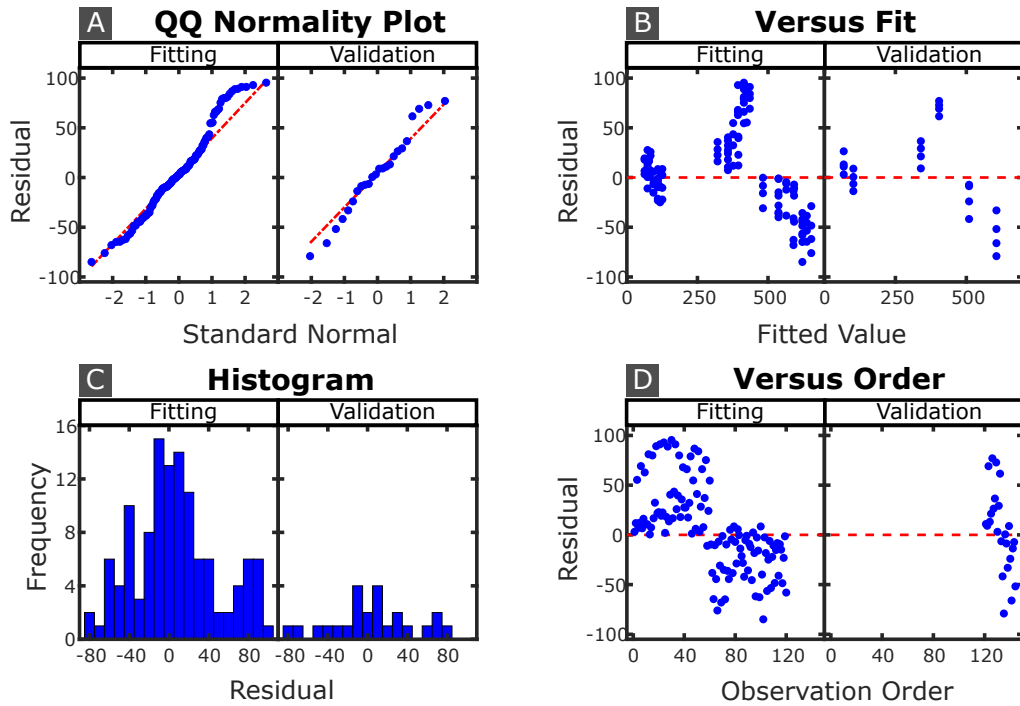 A QQ Normality Plot
Fitting Validation
100
50
0
-50
-100
Residual
-2 -1 0 1 2 -2 -1 0 1 2
Standard Normal
B Versus Fit
Fitting Validation
100
50
0
-50
-100
Residual
0 250 500 0 250 500
Fitted Value
C Histogram
Fitting Validation
16
12
8
4
0
Frequency
-80 -40 0 40 80 -80 -40 0 40 80
Residual
D Versus Order
Fitting Validation
100
50
0
-50
-100
Residual
0 40 80 120 0 40 80 120
Observation Order